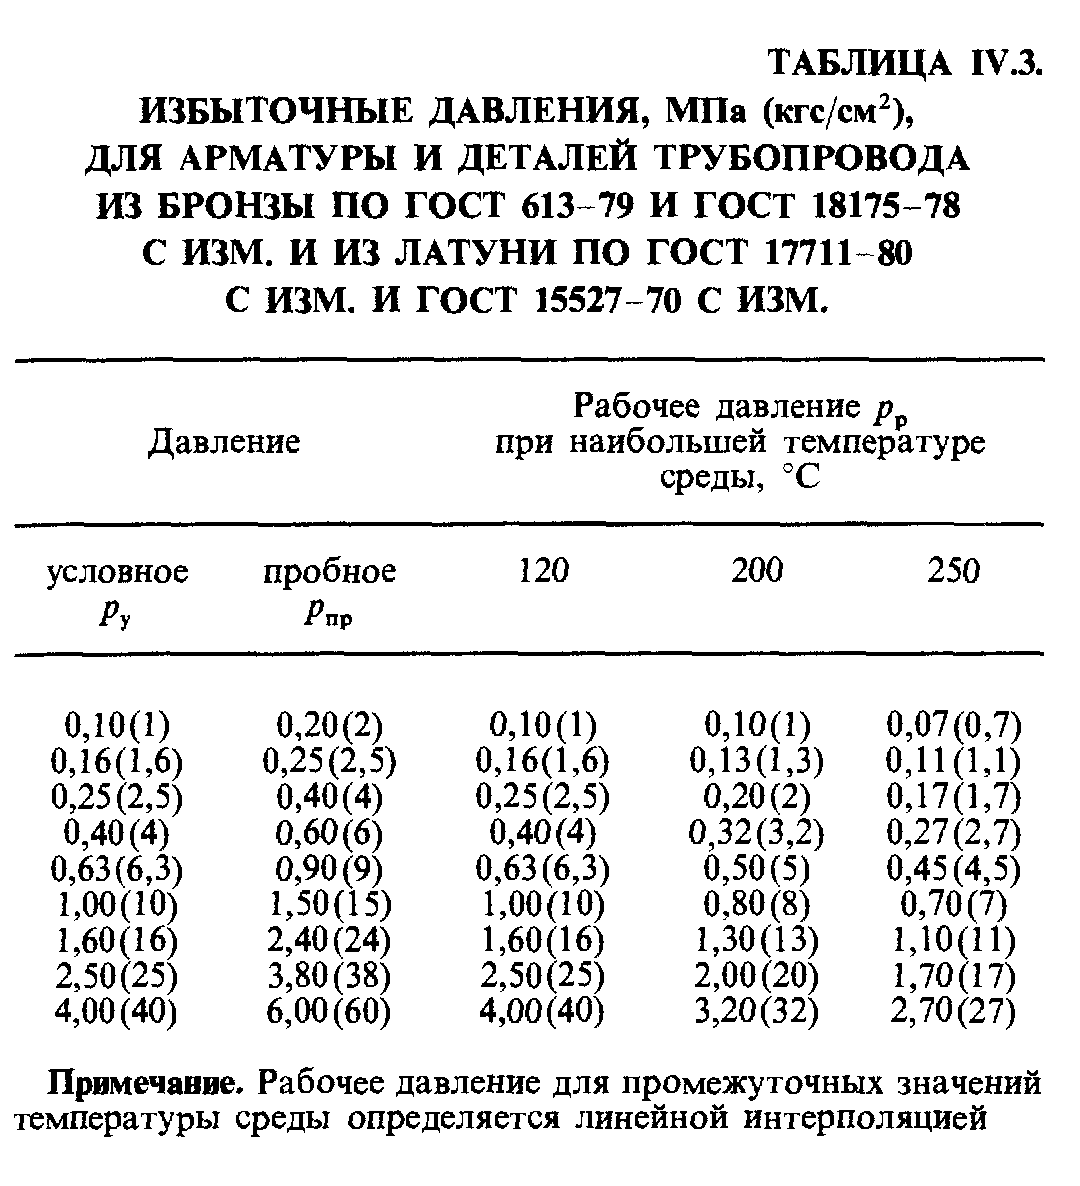 ТАБЛИЦА IV.3.
ИЗБЫТОЧНЫЕ ДАВЛЕНИЯ, МПа (кгс/см²),
ДЛЯ АРМАТУРЫ И ДЕТАЛЕЙ ТРУБОПРОВОДА
ИЗ БРОНЗЫ ПО ГОСТ 613–79 И ГОСТ 18175–78
С ИЗМ. И ИЗ ЛАТУНИ ПО ГОСТ 17711–80
С ИЗМ. И ГОСТ 15527–70 С ИЗМ.
Давление
Рабочее давление pр
при наибольшей температуре
среды, °С
условное пробное 120 200 250
pу pпр
0,10(1) 0,20(2) 0,10(1) 0,10(1) 0,07(0,7)
0,16(1,6) 0,25(2,5) 0,16(1,6) 0,13(1,3) 0,11(1,1)
0,25(2,5) 0,40(4) 0,25(2,5) 0,20(2) 0,17(1,7)
0,40(4) 0,60(6) 0,40(4) 0,32(3,2) 0,27(2,7)
0,63(6,3) 0,90(9) 0,63(6,3) 0,50(5) 0,45(4,5)
1,00(10) 1,50(15) 1,00(10) 0,80(8) 0,70(7)
1,60(16) 2,40(24) 1,60(16) 1,30(13) 1,10(11)
2,50(25) 3,80(38) 2,50(25) 2,00(20) 1,70(17)
4,00(40) 6,00(60) 4,00(40) 3,20(32) 2,70(27)
Примечание. Рабочее давление для промежуточных значений
температуры среды определяется линейной интерполяцией